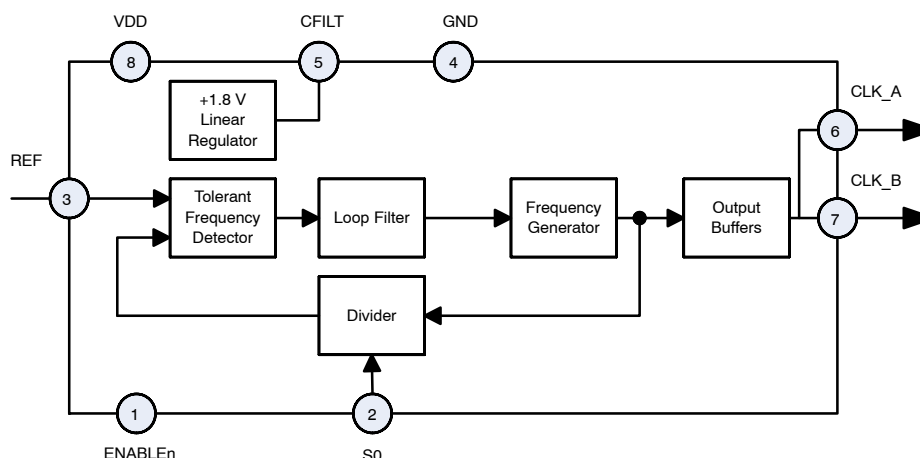 VDD
CFILT
GND
8
5
4
+1.8 V
Linear
Regulator
CLK_A
6
REF
3
Tolerant
Frequency
Detector
Loop Filter
Frequency
Generator
Output
Buffers
CLK_B
7
Divider
1
2
ENABLEn
S0